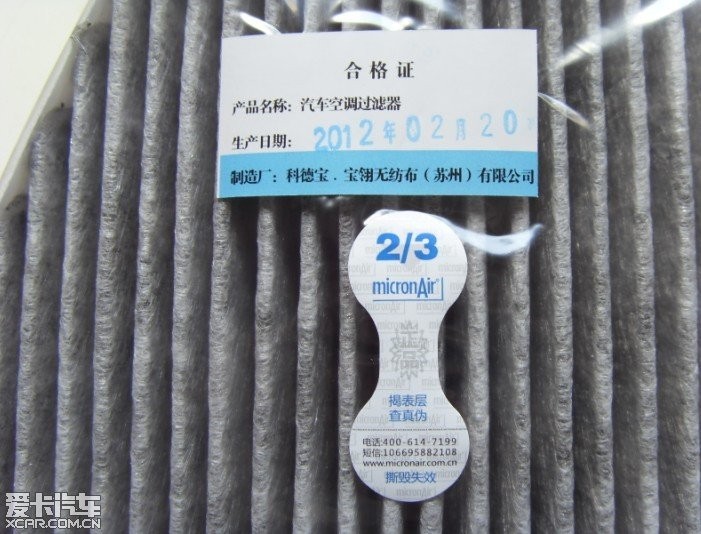 合格证
产品名称：汽车空调过滤器
生产日期：2012年02月20
制造厂：科德宝．宝翎无纺布（苏州）有限公司
2/3
micronAir®
揭表层
查真伪
电话:400-614-7199
短信:106695882108
www.micronair.com.cn
撕毁失效
爱卡汽车
XCAR.COM.CN